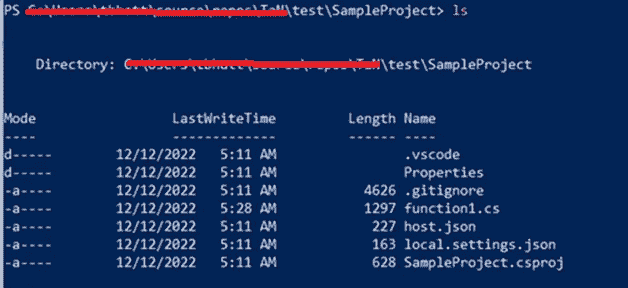 PS \test\SampleProject> ls
Directory: \test\SampleProject
Mode LastWriteTime Length Name
---- ------------- ------ ----
d----- 12/12/2022 5:11 AM .vscode
d----- 12/12/2022 5:11 AM Properties
-a---- 12/12/2022 5:11 AM 4626 .gitignore
-a---- 12/12/2022 5:28 AM 1297 function1.cs
-a---- 12/12/2022 5:11 AM 227 host.json
-a---- 12/12/2022 5:11 AM 163 local.settings.json
-a---- 12/12/2022 5:11 AM 628 SampleProject.csproj